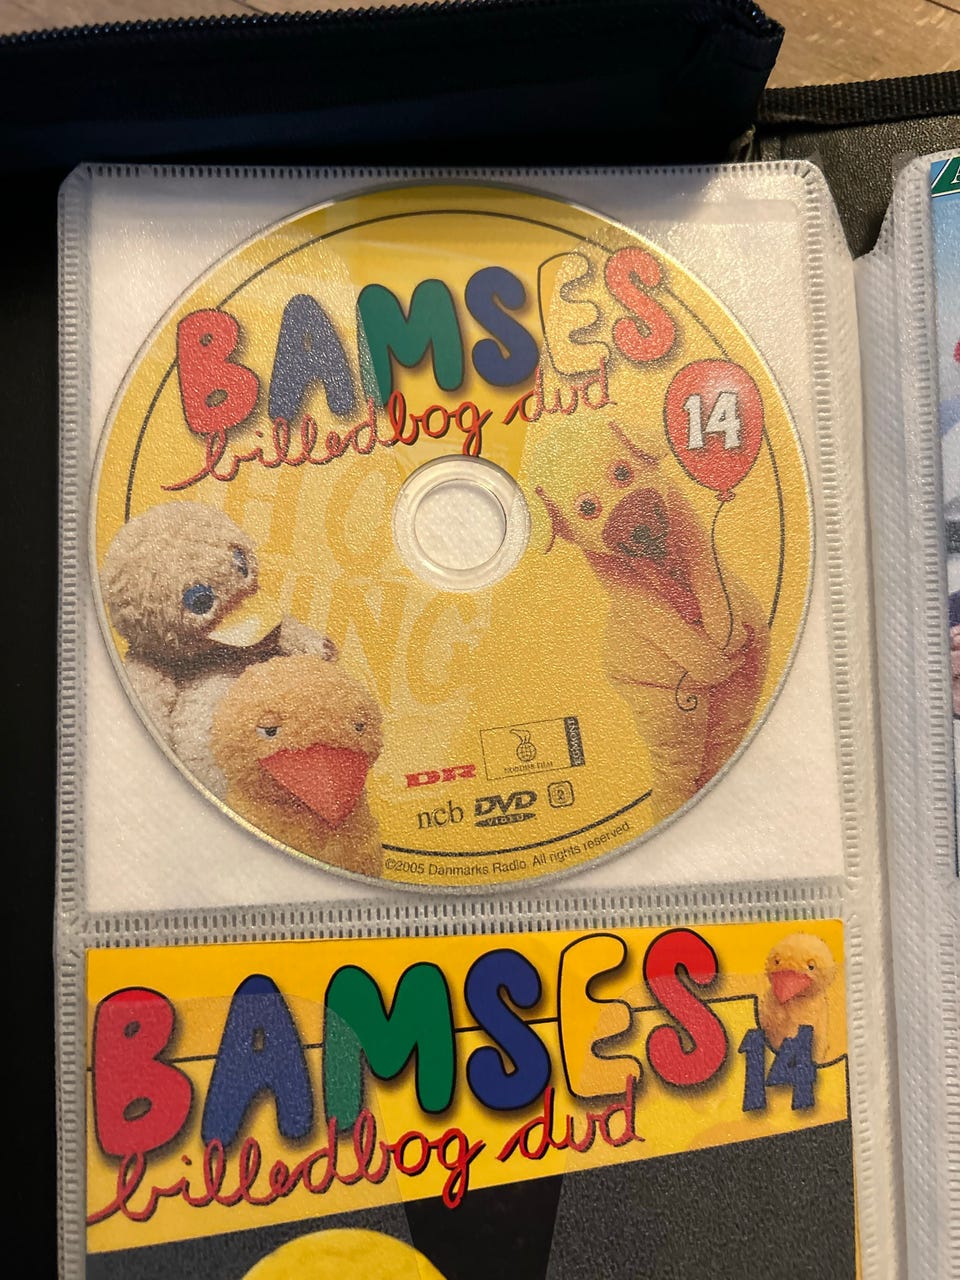 BAMSES
billedbog dvd
14
DR
NORDISK FILM
EGMONT
ncb DVD 2
VIDEO
©2005 Danmarks Radio. All rights reserved.
BAMSES
14
billedbog dvd